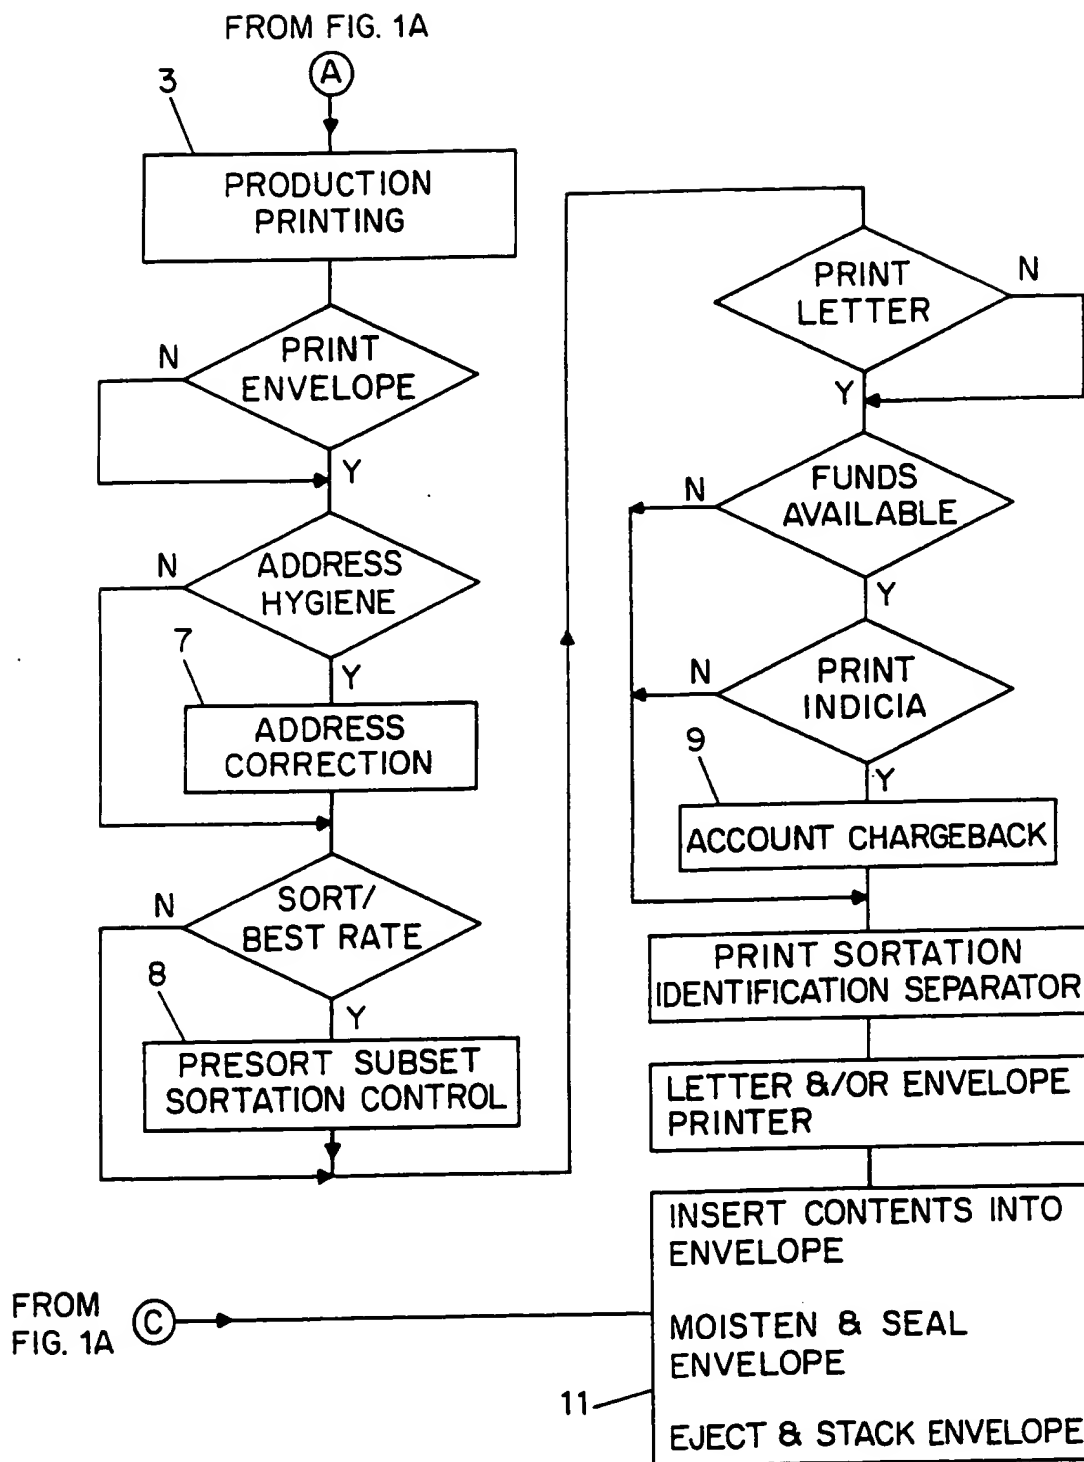 FROM FIG. 1A
A
3
PRODUCTION
PRINTING
N
PRINT
ENVELOPE
Y
N
ADDRESS
HYGIENE
7
Y
ADDRESS
CORRECTION
N
SORT/
BEST RATE
8
Y
PRESORT SUBSET
SORTATION CONTROL
PRINT
LETTER
N
Y
N
FUNDS
AVAILABLE
Y
N
PRINT
INDICIA
9
Y
ACCOUNT CHARGEBACK
PRINT SORTATION
IDENTIFICATION SEPARATOR
LETTER &/OR ENVELOPE
PRINTER
INSERT CONTENTS INTO
ENVELOPE
MOISTEN & SEAL
ENVELOPE
EJECT & STACK ENVELOPE
11
FROM
FIG. 1A
C